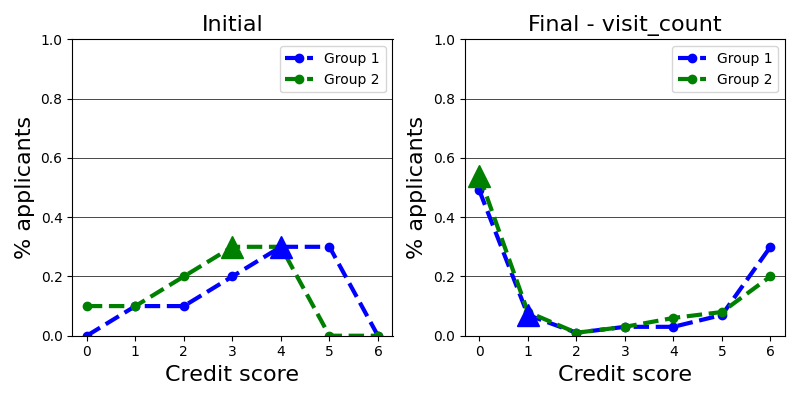 Initial
1.0
0.8
0.6
0.4
0.2
0.0
% applicants
Group 1
Group 2
0 1 2 3 4 5 6
Credit score
Final - visit_count
1.0
0.8
0.6
0.4
0.2
0.0
% applicants
Group 1
Group 2
0 1 2 3 4 5 6
Credit score